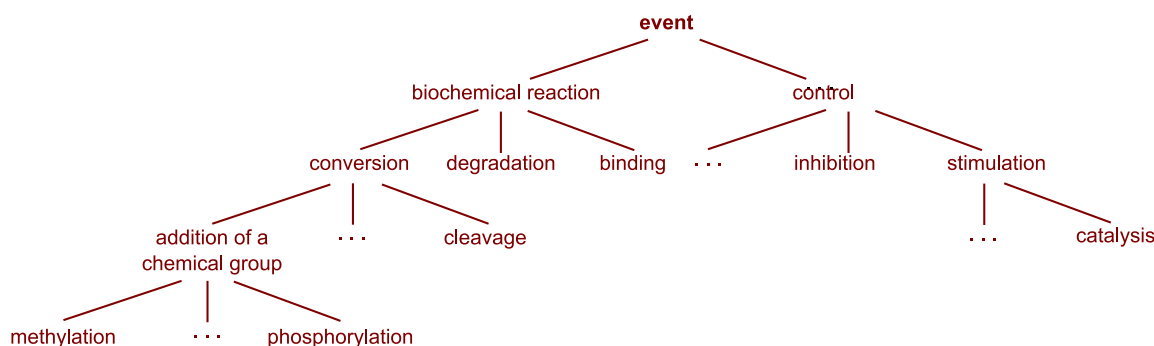 event
biochemical reaction
. . .
control
conversion
degradation
binding
. . .
inhibition
stimulation
addition of a
chemical group
. . .
cleavage
. . .
catalysis
methylation
. . .
phosphorylation